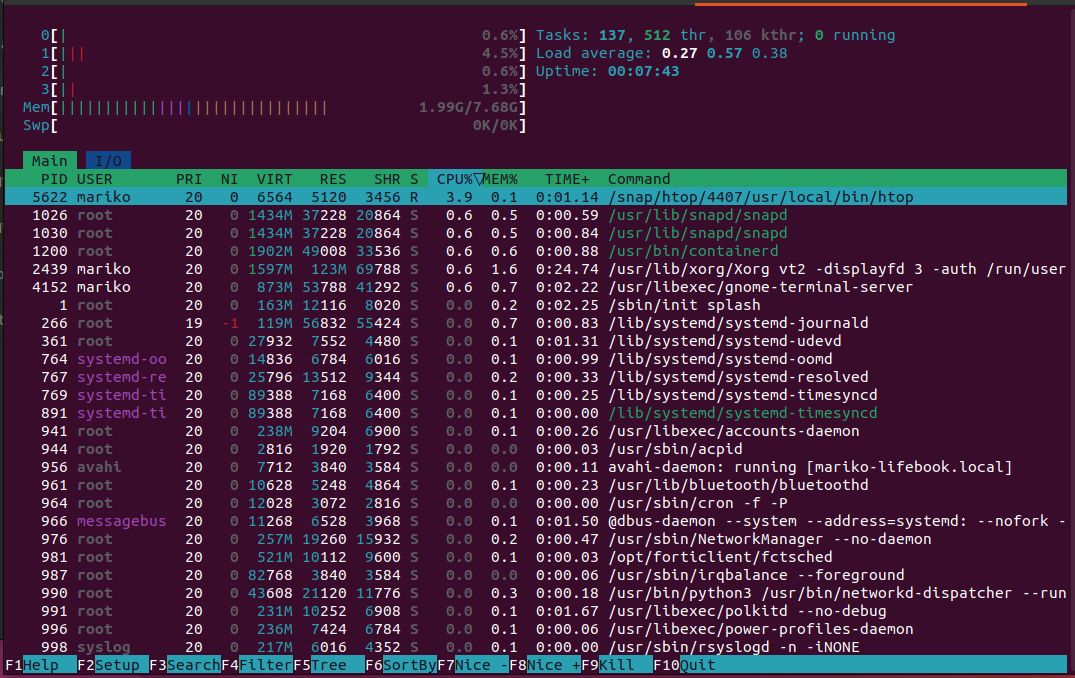 0[| 0.6%] Tasks: 137, 512 thr, 106 kthr; 0 running
1[||| 4.5%] Load average: 0.27 0.57 0.38
2[| 0.6%] Uptime: 00:07:43
3[|| 1.3%]
Mem[|||||||||||||||||||||||||||||| 1.99G/7.68G]
Swp[ 0K/0K]
Main I/O
PID USER PRI NI VIRT RES SHR S CPU%▽MEM% TIME+ Command
5622 mariko 20 0 6564 5120 3456 R 3.9 0.1 0:01.14 /snap/htop/4407/usr/local/bin/htop
1026 root 20 0 1434M 37228 20864 S 0.6 0.5 0:00.59 /usr/lib/snapd/snapd
1030 root 20 0 1434M 37228 20864 S 0.6 0.5 0:00.84 /usr/lib/snapd/snapd
1200 root 20 0 1902M 49008 33536 S 0.6 0.6 0:00.88 /usr/bin/containerd
2439 mariko 20 0 1597M 123M 69788 S 0.6 1.6 0:24.74 /usr/lib/xorg/Xorg vt2 -displayfd 3 -auth /run/user
4152 mariko 20 0 873M 53788 41292 S 0.6 0.7 0:02.22 /usr/libexec/gnome-terminal-server
1 root 20 0 163M 12116 8020 S 0.0 0.2 0:02.25 /sbin/init splash
266 root 19 -1 119M 56832 55424 S 0.0 0.7 0:00.83 /lib/systemd/systemd-journald
361 root 20 0 27932 7552 4480 S 0.0 0.1 0:01.31 /lib/systemd/systemd-udevd
764 systemd-oo 20 0 14836 6784 6016 S 0.0 0.1 0:00.99 /lib/systemd/systemd-oomd
767 systemd-re 20 0 25796 13512 9344 S 0.0 0.2 0:00.33 /lib/systemd/systemd-resolved
769 systemd-ti 20 0 89388 7168 6400 S 0.0 0.1 0:00.25 /lib/systemd/systemd-timesyncd
891 systemd-ti 20 0 89388 7168 6400 S 0.0 0.1 0:00.00 /lib/systemd/systemd-timesyncd
941 root 20 0 238M 9204 6900 S 0.0 0.1 0:00.26 /usr/libexec/accounts-daemon
944 root 20 0 2816 1920 1792 S 0.0 0.0 0:00.03 /usr/sbin/acpid
956 avahi 20 0 7712 3840 3584 S 0.0 0.0 0:00.11 avahi-daemon: running [mariko-lifebook.local]
961 root 20 0 10628 5248 4864 S 0.0 0.1 0:00.23 /usr/lib/bluetooth/bluetoothd
964 root 20 0 12028 3072 2816 S 0.0 0.0 0:00.00 /usr/sbin/cron -f -P
966 messagebus 20 0 11268 6528 3968 S 0.0 0.1 0:01.50 @dbus-daemon --system --address=systemd: --nofork -
976 root 20 0 257M 19260 15932 S 0.0 0.2 0:00.47 /usr/sbin/NetworkManager --no-daemon
981 root 20 0 521M 10112 9600 S 0.0 0.1 0:00.03 /opt/forticlient/fctsched
987 root 20 0 82768 3840 3584 S 0.0 0.0 0:00.06 /usr/sbin/irqbalance --foreground
990 root 20 0 43608 21120 11776 S 0.0 0.3 0:00.18 /usr/bin/python3 /usr/bin/networkd-dispatcher --run
991 root 20 0 231M 10252 6908 S 0.0 0.1 0:01.67 /usr/libexec/polkitd --no-debug
996 root 20 0 236M 7424 6784 S 0.0 0.1 0:00.06 /usr/libexec/power-profiles-daemon
998 syslog 20 0 217M 6016 4352 S 0.0 0.1 0:00.08 /usr/sbin/rsyslogd -n -iNONE
F1Help F2Setup F3SearchF4FilterF5Tree F6SortByF7Nice -F8Nice +F9Kill F10Quit